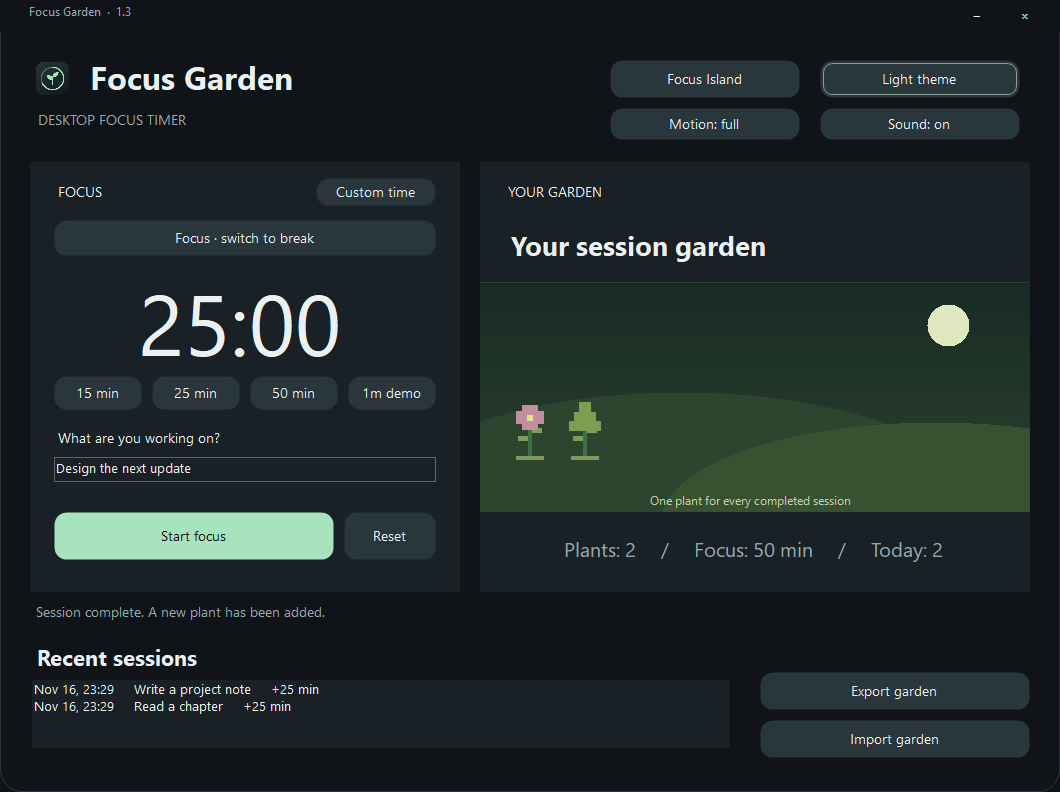 Focus Garden · 1.3
Focus Garden
DESKTOP FOCUS TIMER
Focus Island
Light theme
Motion: full
Sound: on
FOCUS
Custom time
Focus · switch to break
25:00
15 min
25 min
50 min
1m demo
What are you working on?
Design the next update
Start focus
Reset
YOUR GARDEN
Your session garden
One plant for every completed session
Plants: 2 / Focus: 50 min / Today: 2
Session complete. A new plant has been added.
Recent sessions
Nov 16, 23:29 Write a project note +25 min
Nov 16, 23:29 Read a chapter +25 min
Export garden
Import garden